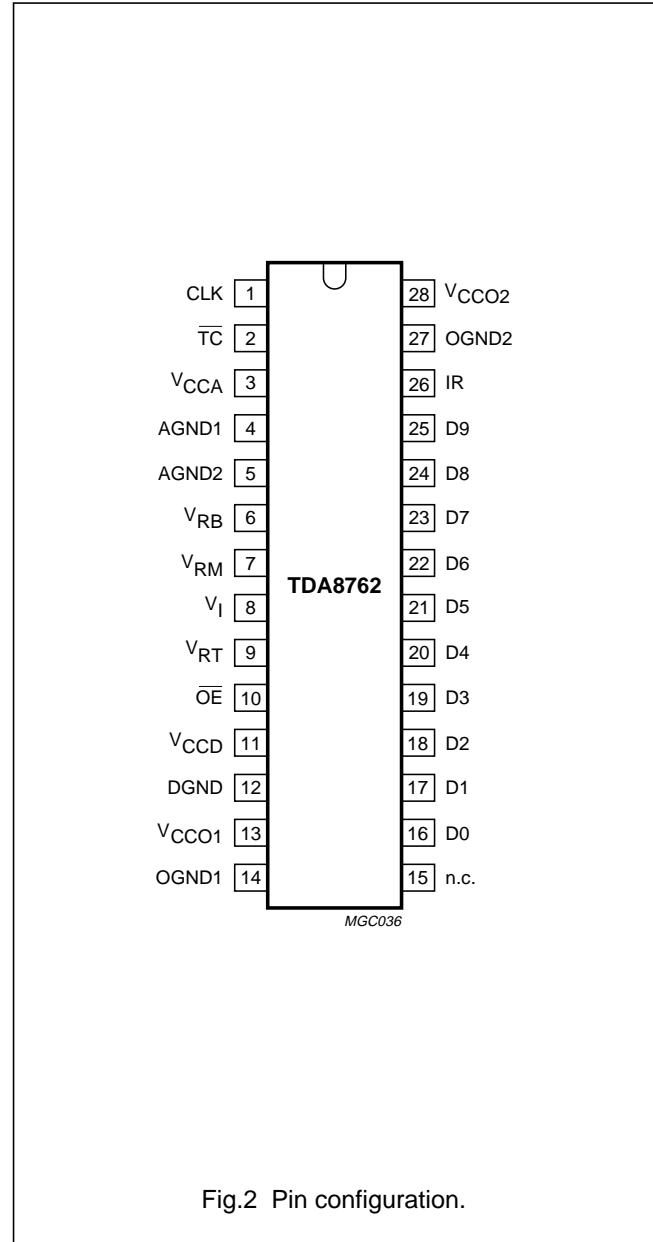 CLK 1 28 VCCO2
TC 2 27 OGND2
VCCA 3 26 IR
AGND1 4 25 D9
AGND2 5 24 D8
VRB 6 23 D7
VRM 7 22 D6
TDA8762
VI 8 21 D5
VRT 9 20 D4
OE 10 19 D3
VCCD 11 18 D2
DGND 12 17 D1
VCCO1 13 16 D0
OGND1 14 15 n.c.
MGC036
Fig.2 Pin configuration.